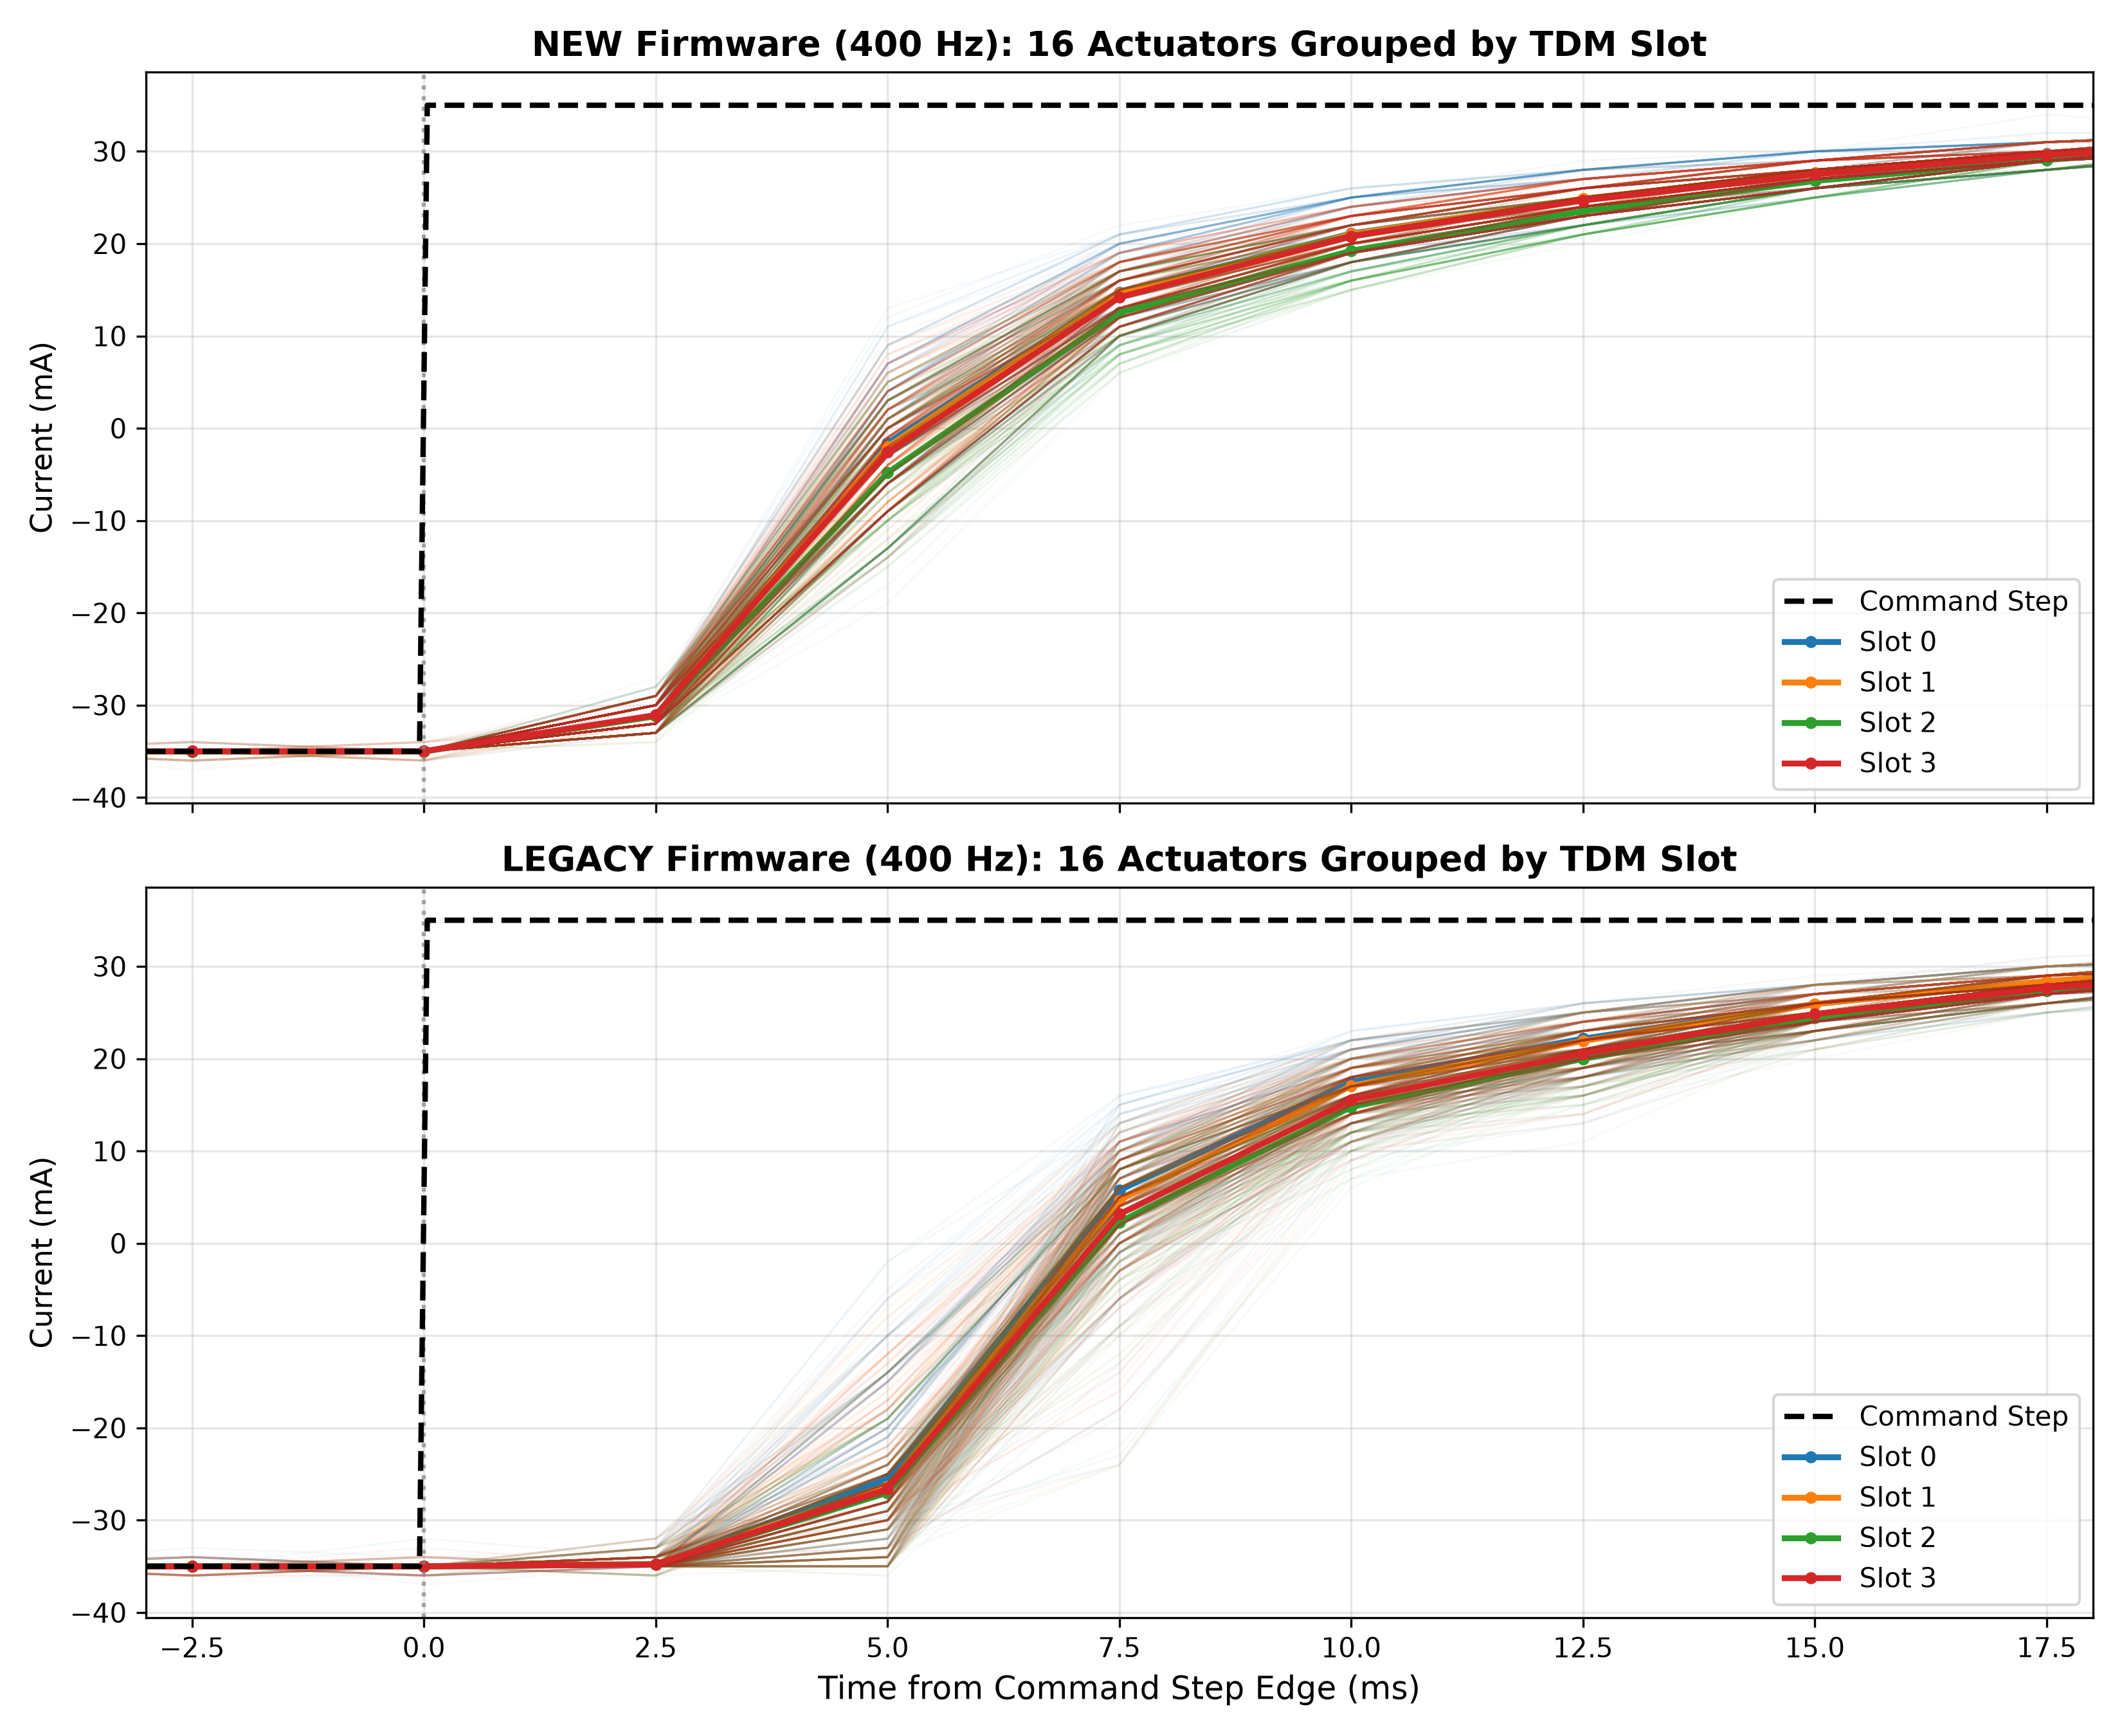 NEW Firmware (400 Hz): 16 Actuators Grouped by TDM Slot
Current (mA)
30
20
10
0
−10
−20
−30
−40
Command Step
Slot 0
Slot 1
Slot 2
Slot 3
LEGACY Firmware (400 Hz): 16 Actuators Grouped by TDM Slot
Current (mA)
30
20
10
0
−10
−20
−30
−40
Command Step
Slot 0
Slot 1
Slot 2
Slot 3
−2.5 0.0 2.5 5.0 7.5 10.0 12.5 15.0 17.5
Time from Command Step Edge (ms)